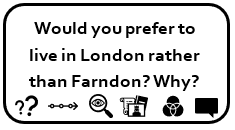 Would you prefer to
live in London rather
than Farndon? Why?
??